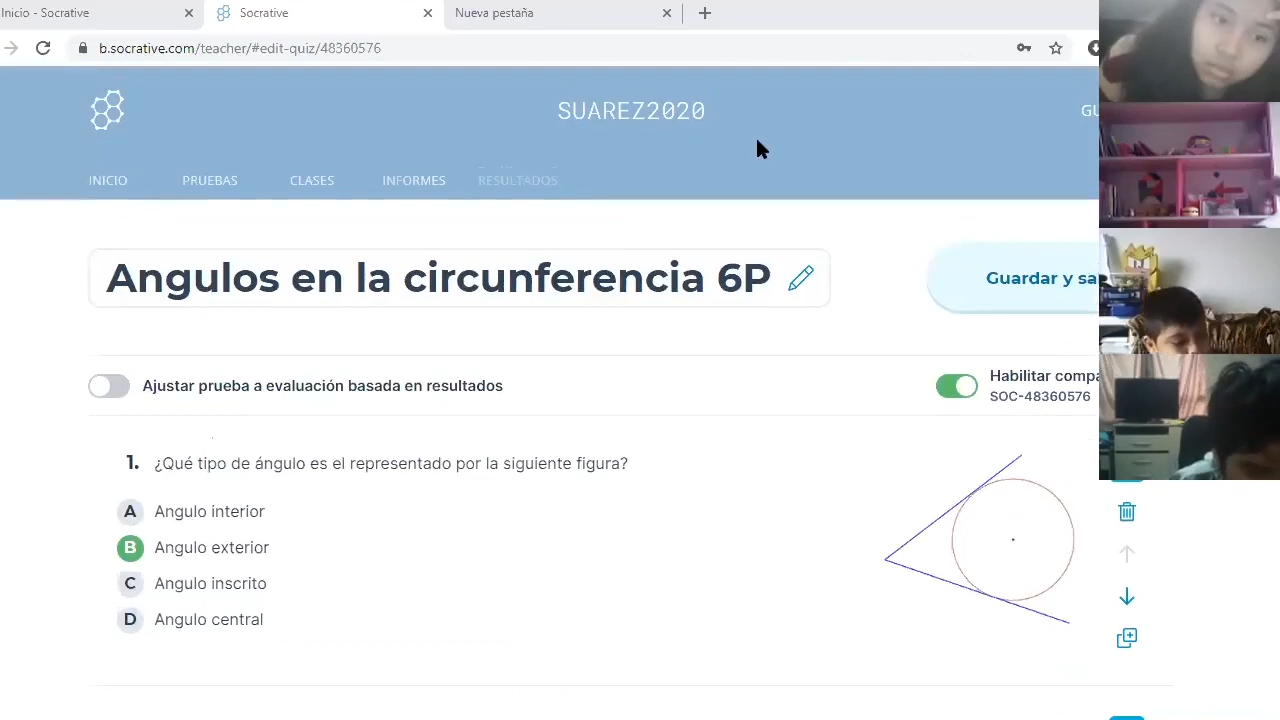 Inicio - Socrative
Socrative
Nueva pestaña
b.socrative.com/teacher/#edit-quiz/48360576
SUAREZ2020
GU
INICIO
PRUEBAS
CLASES
INFORMES
RESULTADOS
Angulos en la circunferencia 6P
Guardar y sa
Ajustar prueba a evaluación basada en resultados
Habilitar compa
SOC-48360576
1. ¿Qué tipo de ángulo es el representado por la siguiente figura?
A Angulo interior
B Angulo exterior
C Angulo inscrito
D Angulo central